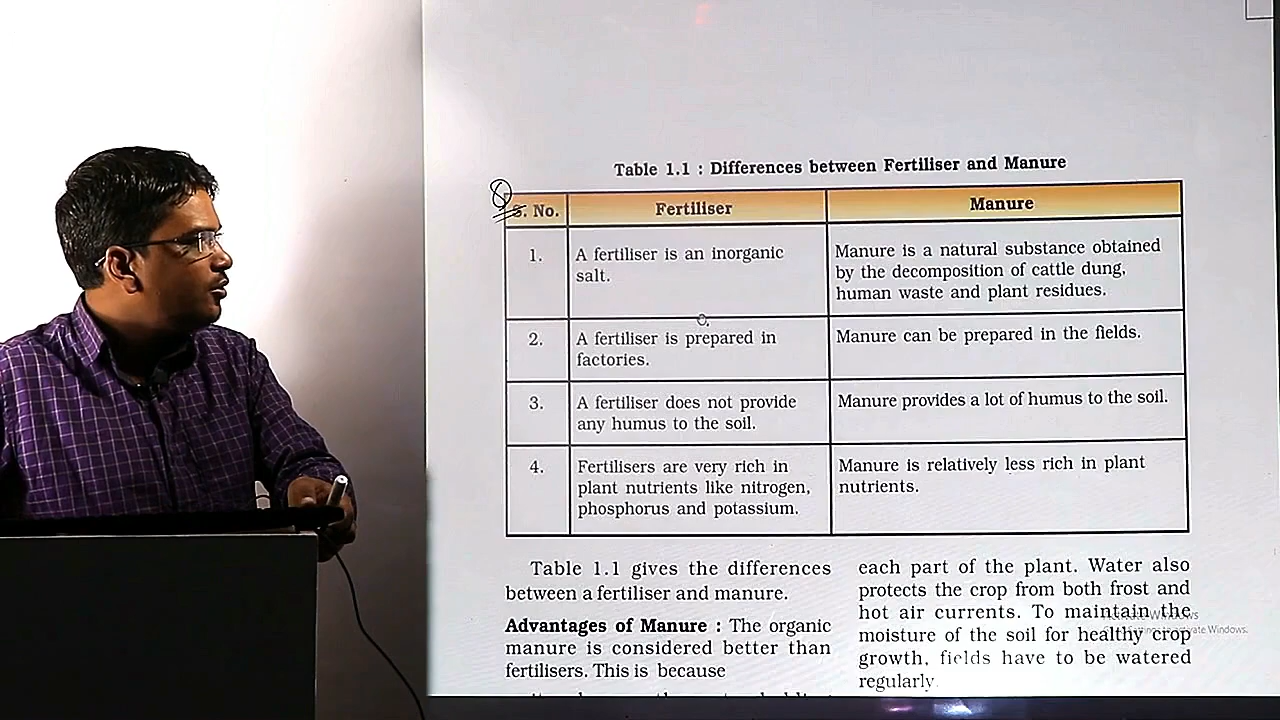 Table 1.1 : Differences between Fertiliser and Manure
S. No. Fertiliser Manure
1. A fertiliser is an inorganic
salt.
Manure is a natural substance obtained
by the decomposition of cattle dung,
human waste and plant residues.
2. A fertiliser is prepared in
factories.
Manure can be prepared in the fields.
3. A fertiliser does not provide
any humus to the soil.
Manure provides a lot of humus to the soil.
4. Fertilisers are very rich in
plant nutrients like nitrogen,
phosphorus and potassium.
Manure is relatively less rich in plant
nutrients.
Table 1.1 gives the differences
between a fertiliser and manure.
Advantages of Manure : The organic
manure is considered better than
fertilisers. This is because
each part of the plant. Water also
protects the crop from both frost and
hot air currents. To maintain the
moisture of the soil for healthy crop
growth, fields have to be watered
regularly.
Windows
activate Windows.